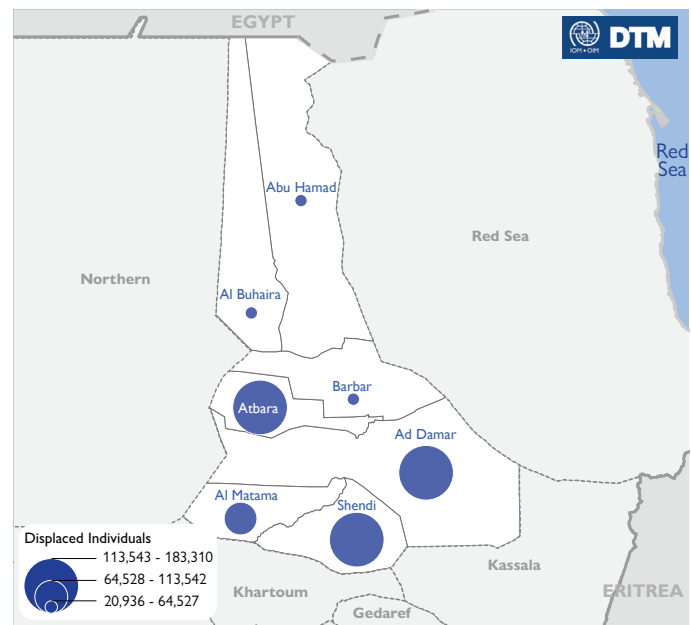 EGYPT
IOM • OIM
DTM
Red
Sea
Abu Hamad
Red Sea
Northern
Al Buhaira
Barbar
Atbara
Ad Damar
Al Matama
Shendi
Displaced Individuals
113,543 - 183,310
64,528 - 113,542
20,936 - 64,527
Kassala
Khartoum
ERITREA
Gedaref